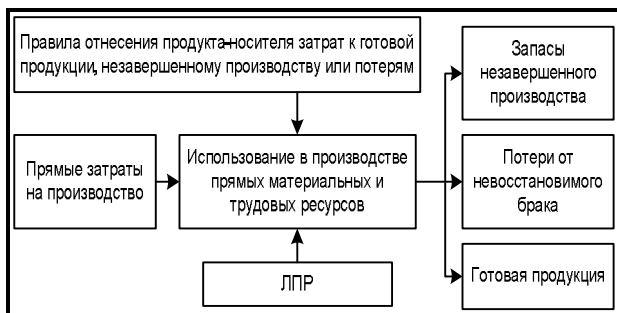 Правила отнесения продукта-носителя затрат к готовой
продукции, незавершенному производству или потерям
Прямые затраты
на производство
Использование в производстве
прямых материальных и
трудовых ресурсов
ЛПР
Запасы
незавершенного
производства
Потери от
невосстановимого
брака
Готовая продукция